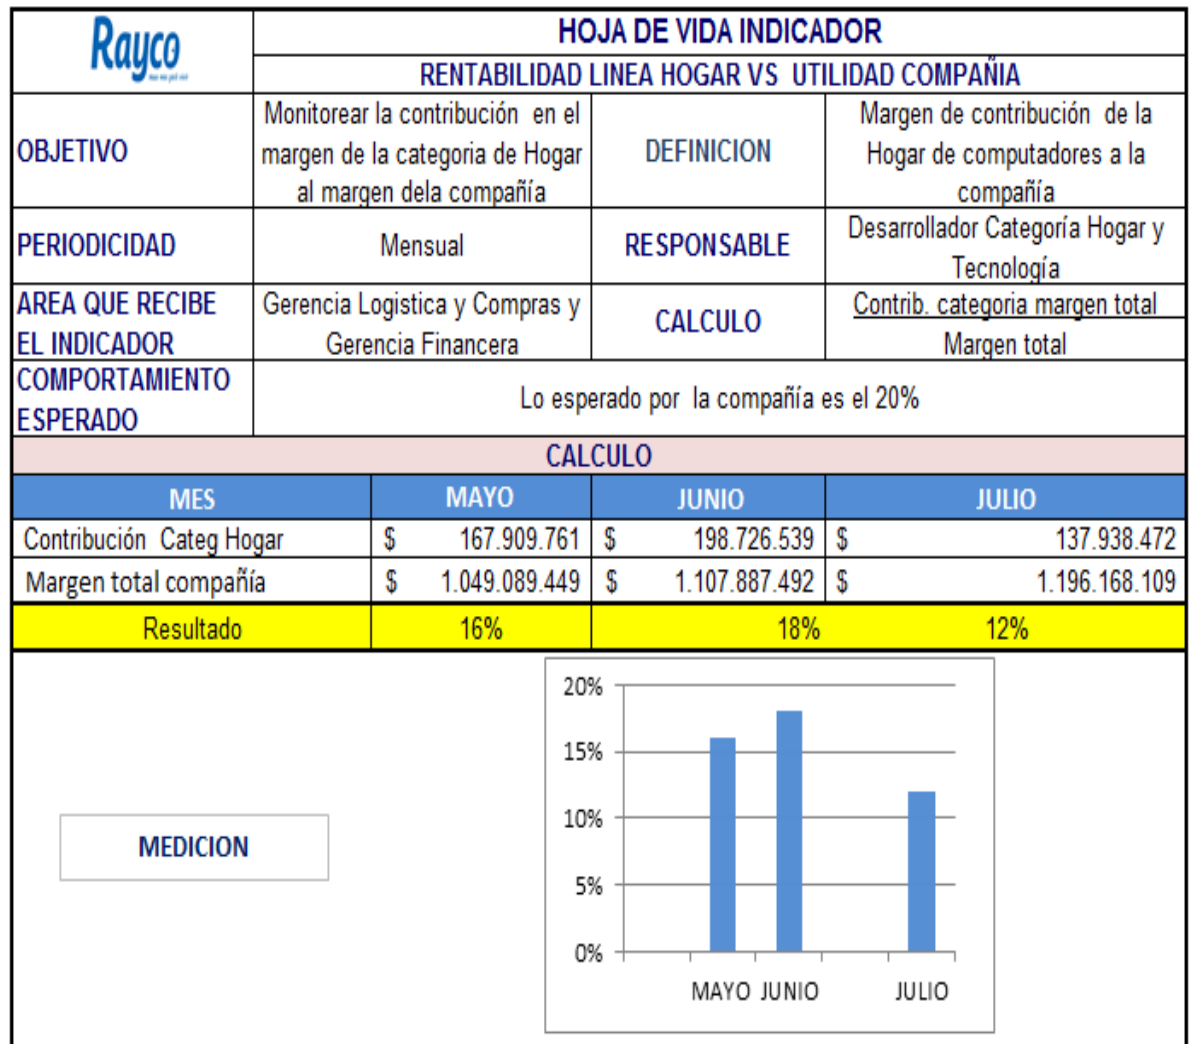 Rayco
HOJA DE VIDA INDICADOR
RENTABILIDAD LINEA HOGAR VS UTILIDAD COMPAÑIA
OBJETIVO
Monitorear la contribución en el
margen de la categoria de Hogar
al margen dela compañía
DEFINICION
Margen de contribución de la
Hogar de computadores a la
compañía
PERIODICIDAD
Mensual
RESPONSABLE
Desarrollador Categoría Hogar y
Tecnología
AREA QUE RECIBE
EL INDICADOR
Gerencia Logistica y Compras y
Gerencia Financera
CALCULO
Contrib. categoria margen total
Margen total
COMPORTAMIENTO
ESPERADO
Lo esperado por la compañía es el 20%
CALCULO
MES MAYO JUNIO JULIO
Contribución Categ Hogar $ 167.909.761 $ 198.726.539 $ 137.938.472
Margen total compañía $ 1.049.089.449 $ 1.107.887.492 $ 1.196.168.109
Resultado 16% 18% 12%
MEDICION
20%
15%
10%
5%
0%
MAYO JUNIO JULIO